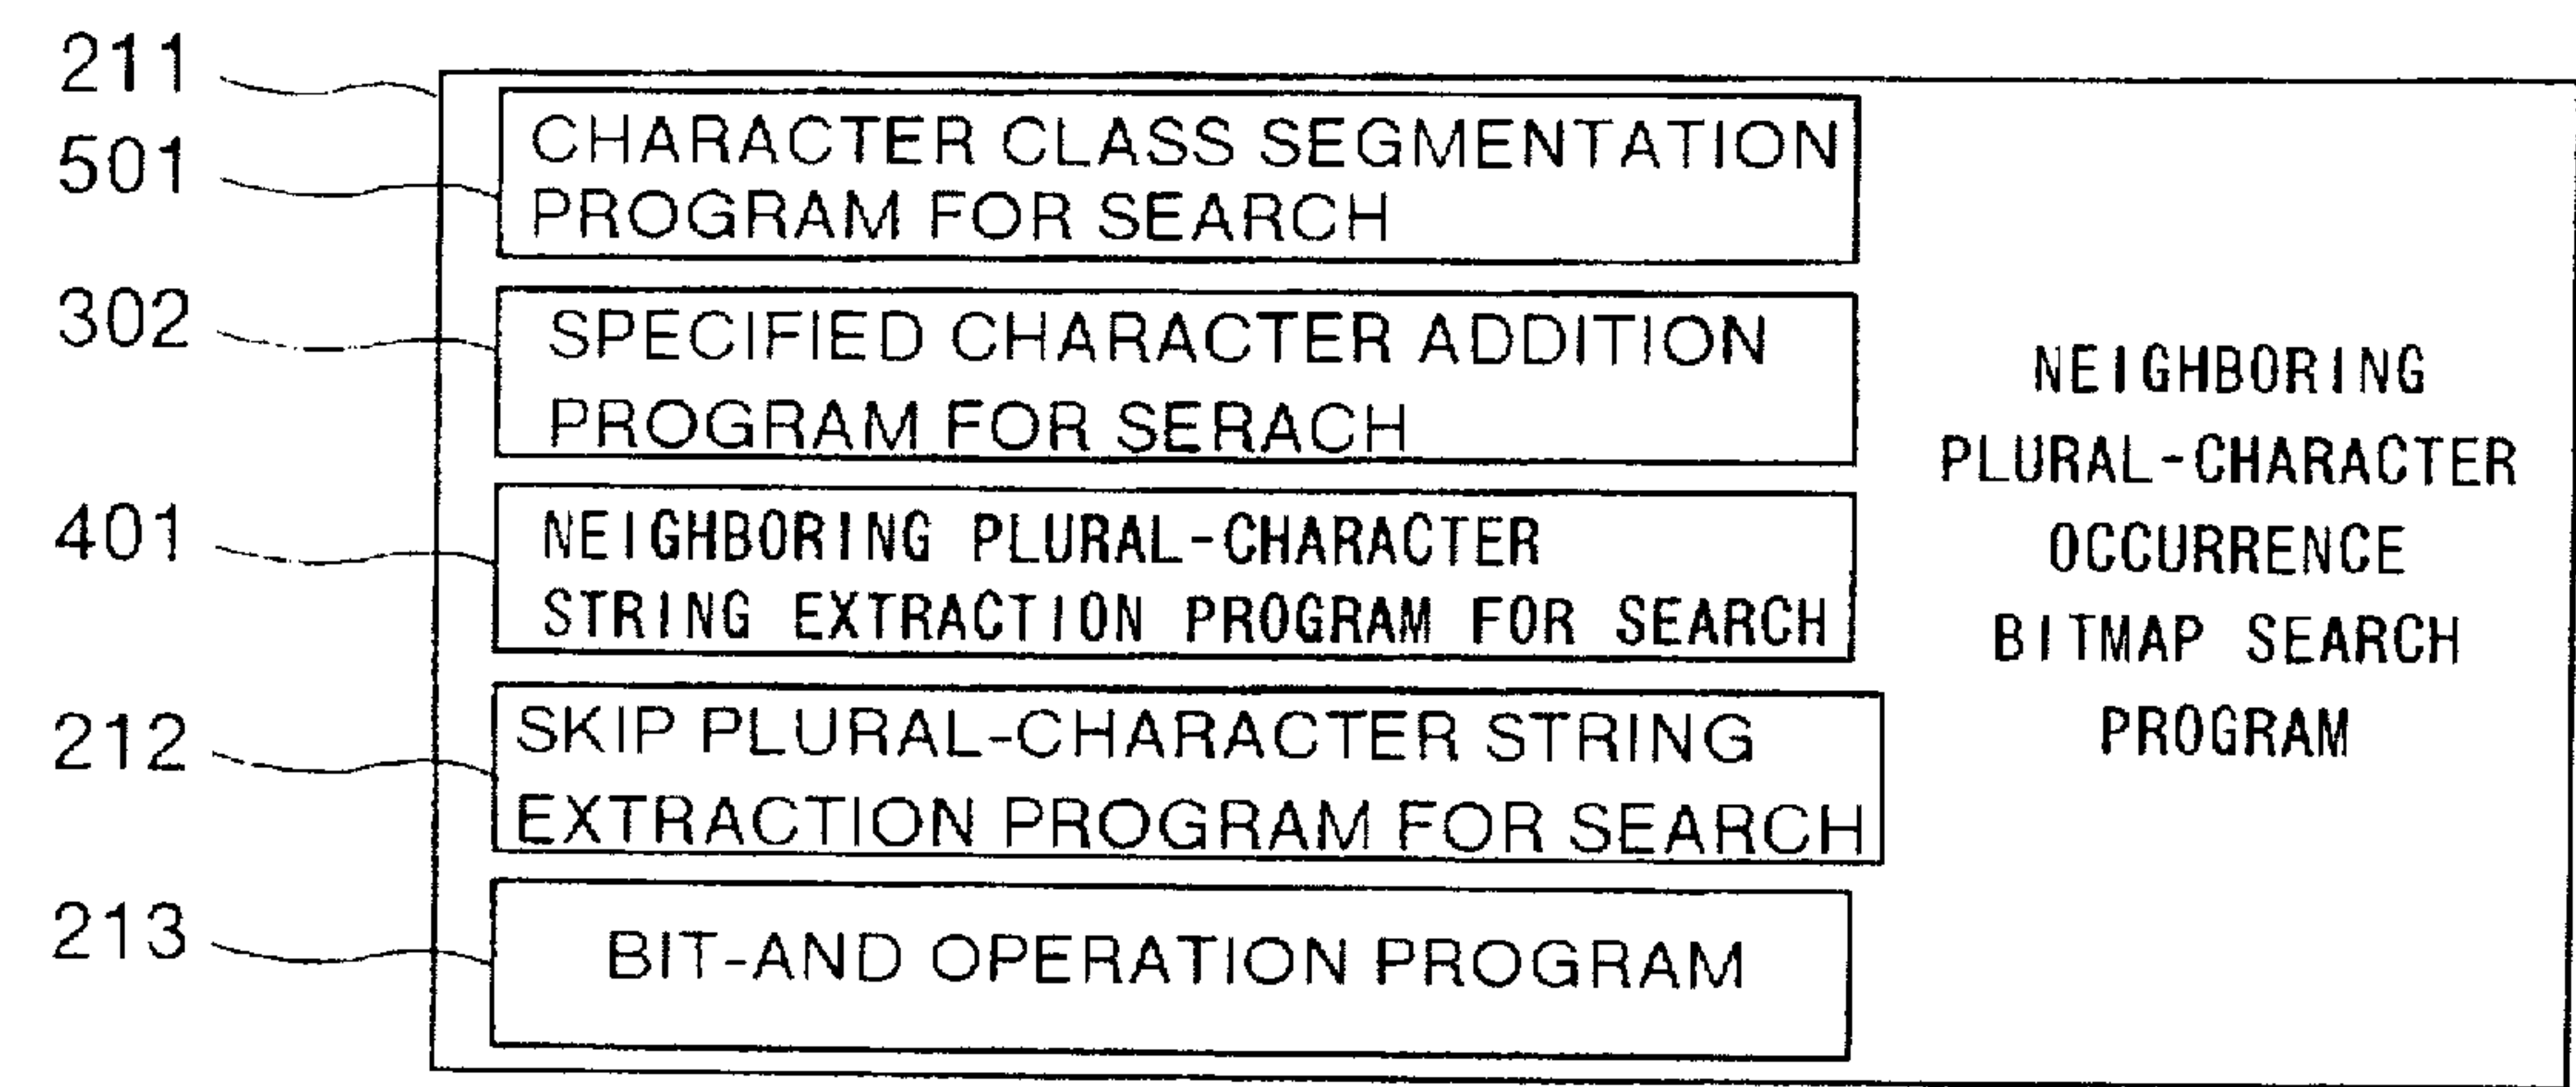 211
501
CHARACTER CLASS SEGMENTATION
PROGRAM FOR SEARCH
302
SPECIFIED CHARACTER ADDITION
PROGRAM FOR SERACH
401
NEIGHBORING PLURAL-CHARACTER
STRING EXTRACTION PROGRAM FOR SEARCH
212
SKIP PLURAL-CHARACTER STRING
EXTRACTION PROGRAM FOR SEARCH
213
BIT-AND OPERATION PROGRAM
NEIGHBORING
PLURAL-CHARACTER
OCCURRENCE
BITMAP SEARCH
PROGRAM